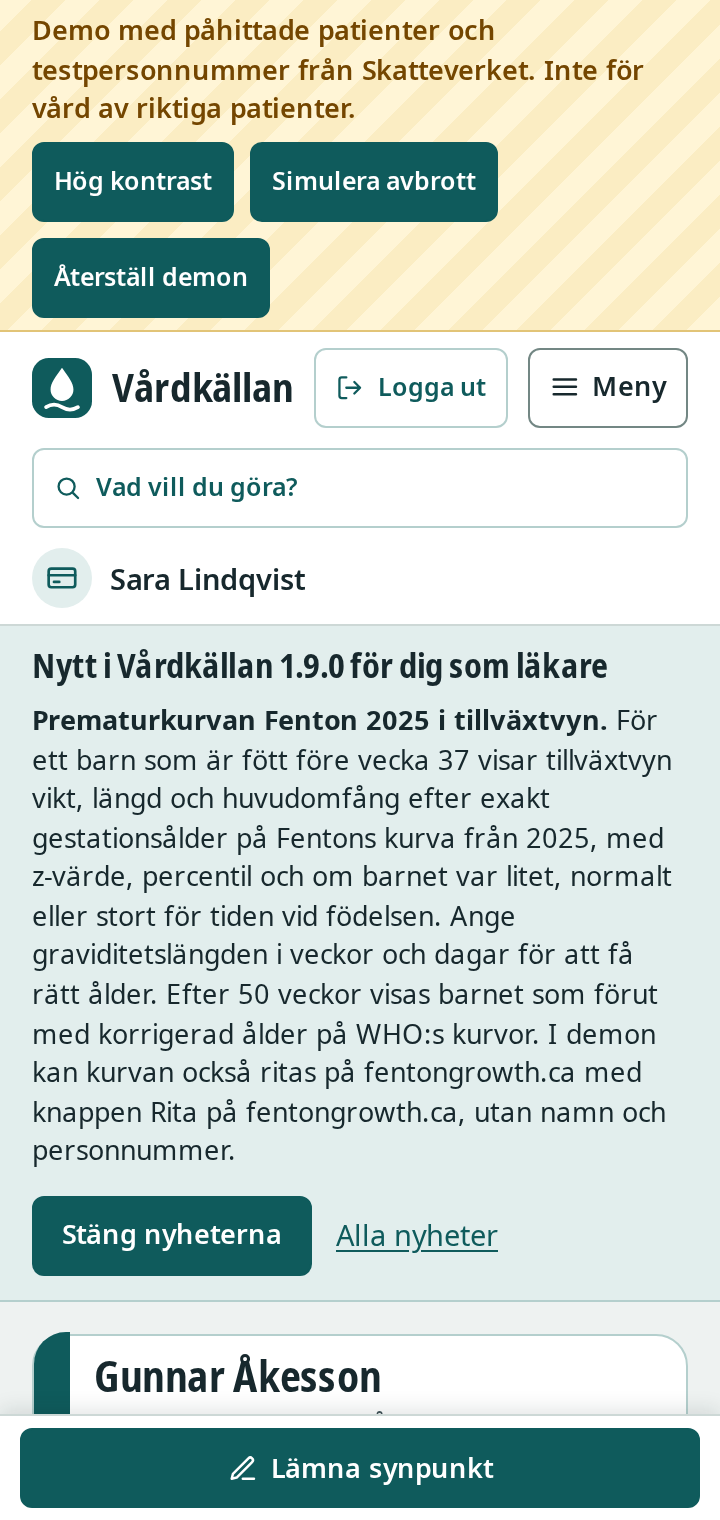 Demo med påhittade patienter och
testpersonnummer från Skatteverket. Inte för
vård av riktiga patienter.
Hög kontrast
Simulera avbrott
Återställ demon
Vårdkällan
Logga ut
Meny
Vad vill du göra?
Sara Lindqvist
Nytt i Vårdkällan 1.9.0 för dig som läkare
Prematurkurvan Fenton 2025 i tillväxtvyn. För
ett barn som är fött före vecka 37 visar tillväxtvyn
vikt, längd och huvudomfång efter exakt
gestationsålder på Fentons kurva från 2025, med
z-värde, percentil och om barnet var litet, normalt
eller stort för tiden vid födelsen. Ange
graviditetslängden i veckor och dagar för att få
rätt ålder. Efter 50 veckor visas barnet som förut
med korrigerad ålder på WHO:s kurvor. I demon
kan kurvan också ritas på fentongrowth.ca med
knappen Rita på fentongrowth.ca, utan namn och
personnummer.
Stäng nyheterna
Alla nyheter
Gunnar Åkesson
Lämna synpunkt